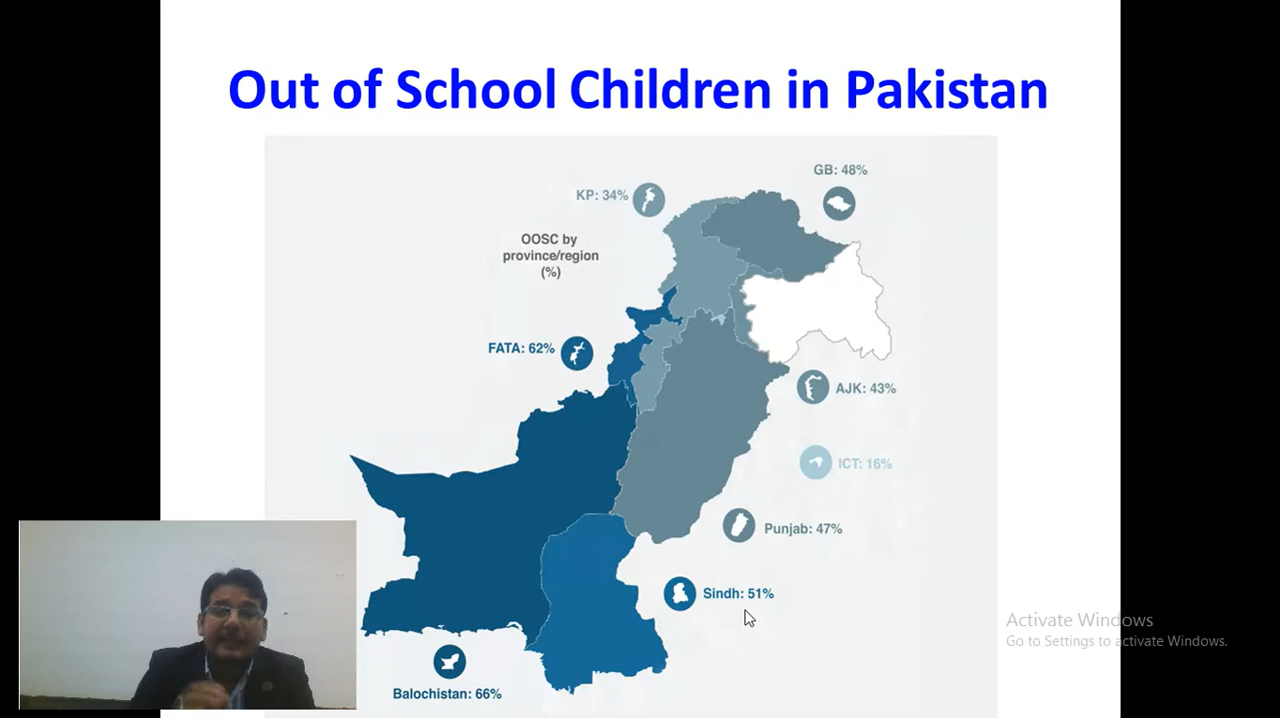 Out of School Children in Pakistan
GB: 48%
KP: 34%
OOSC by
province/region
(%)
FATA: 62%
AJK: 43%
ICT: 16%
Punjab: 47%
Sindh: 51%
Balochistan: 66%
Activate Windows
Go to Settings to activate Windows.